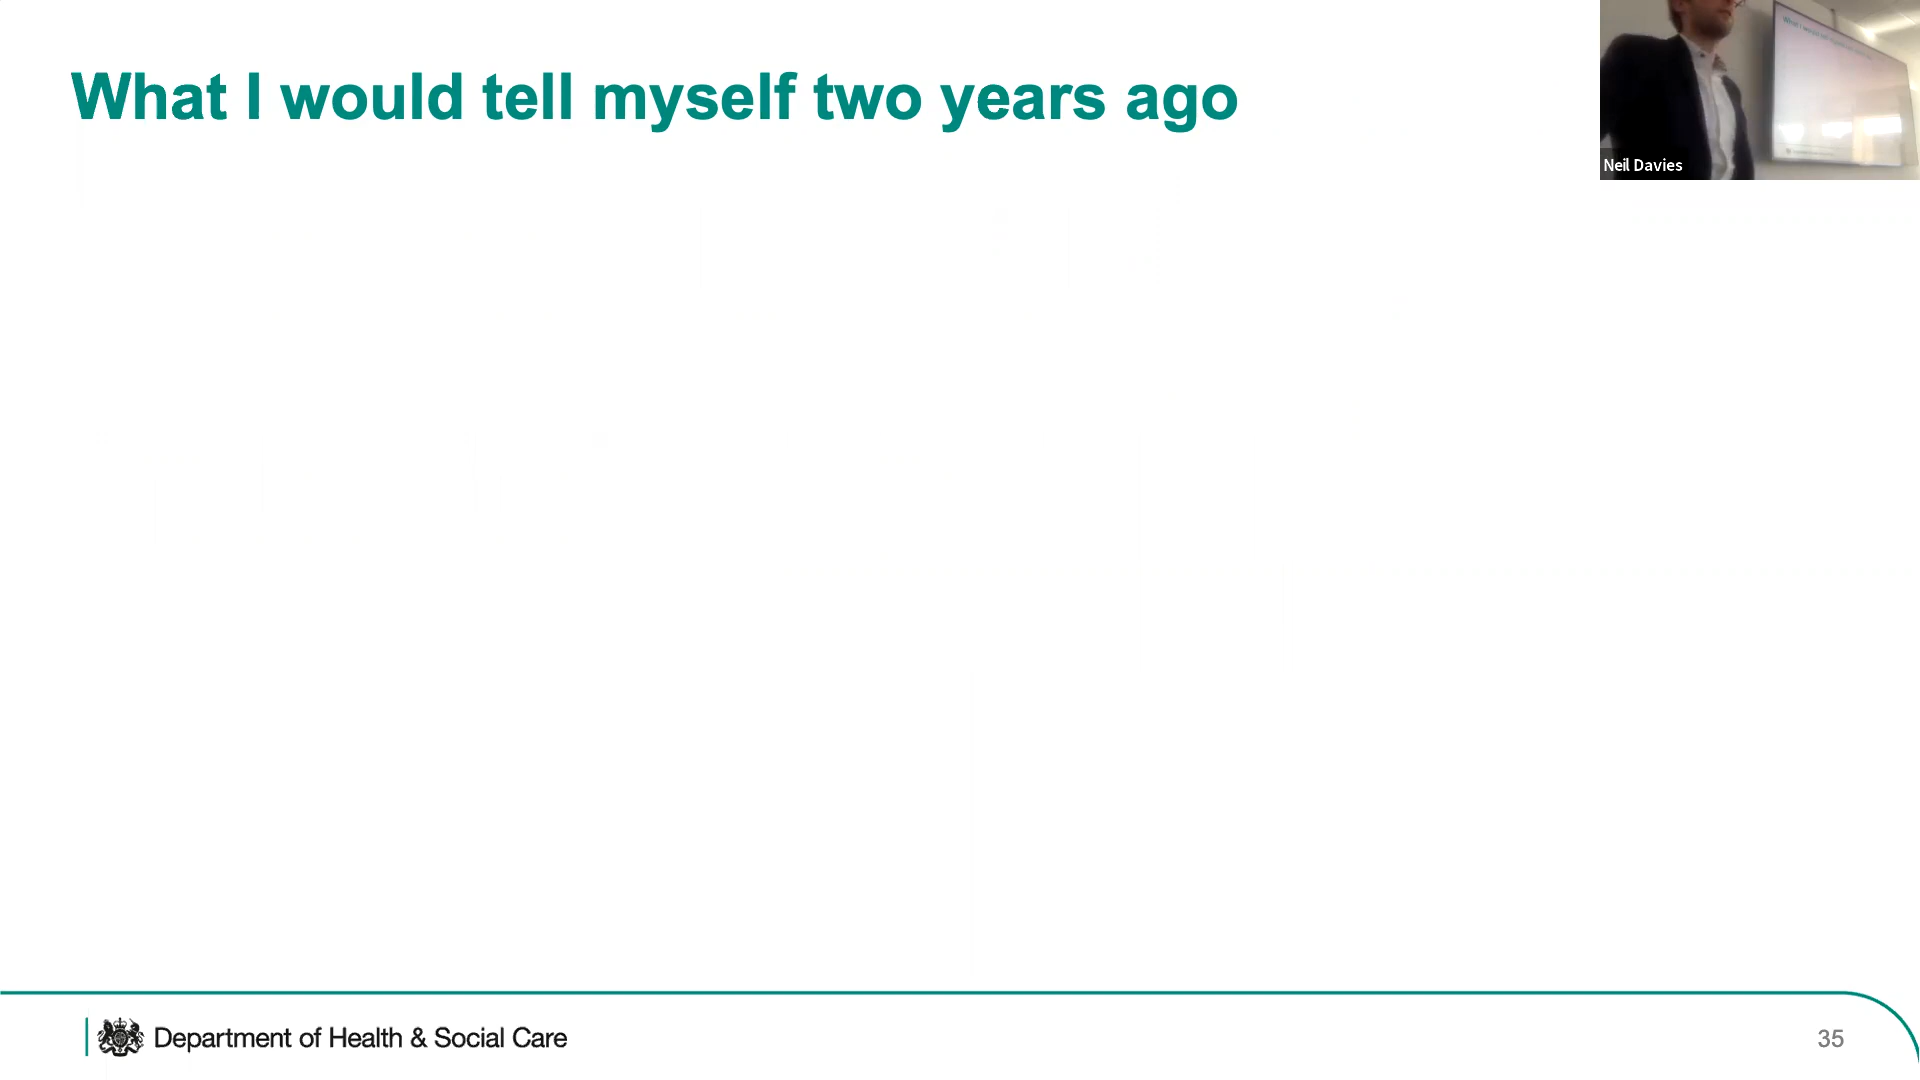 What I would tell myself two years ago
Neil Davies
Department of Health & Social Care
35